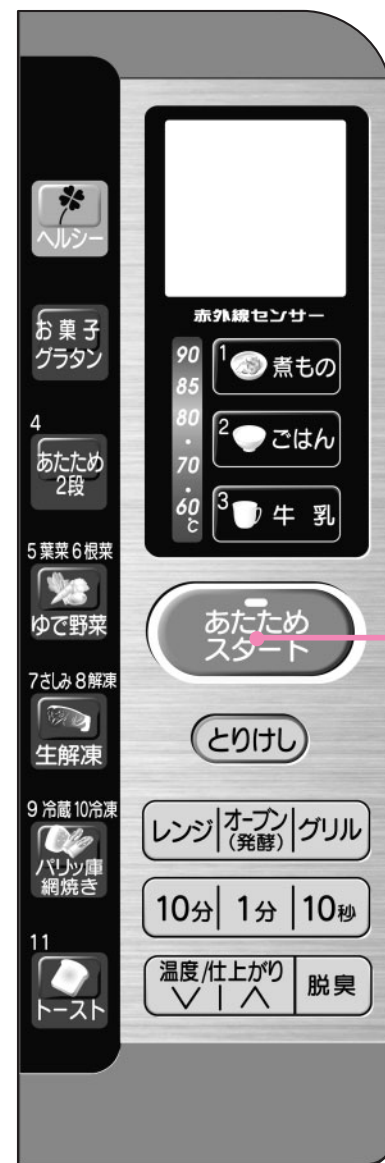 ヘルシー
お菓子
グラタン
4
あたため
2段
5葉菜6根菜
ゆで野菜
7さしみ8解凍
生解凍
9冷蔵10冷凍
パリッ庫
網焼き
11
トースト
赤外線センサー
90
85
80
・
70
・
60
℃
1 煮もの
2 ごはん
3 牛乳
あたため
スタート
とりけし
レンジ オーブン(発酵) グリル
10分 1分 10秒
温度/仕上がり 脱臭